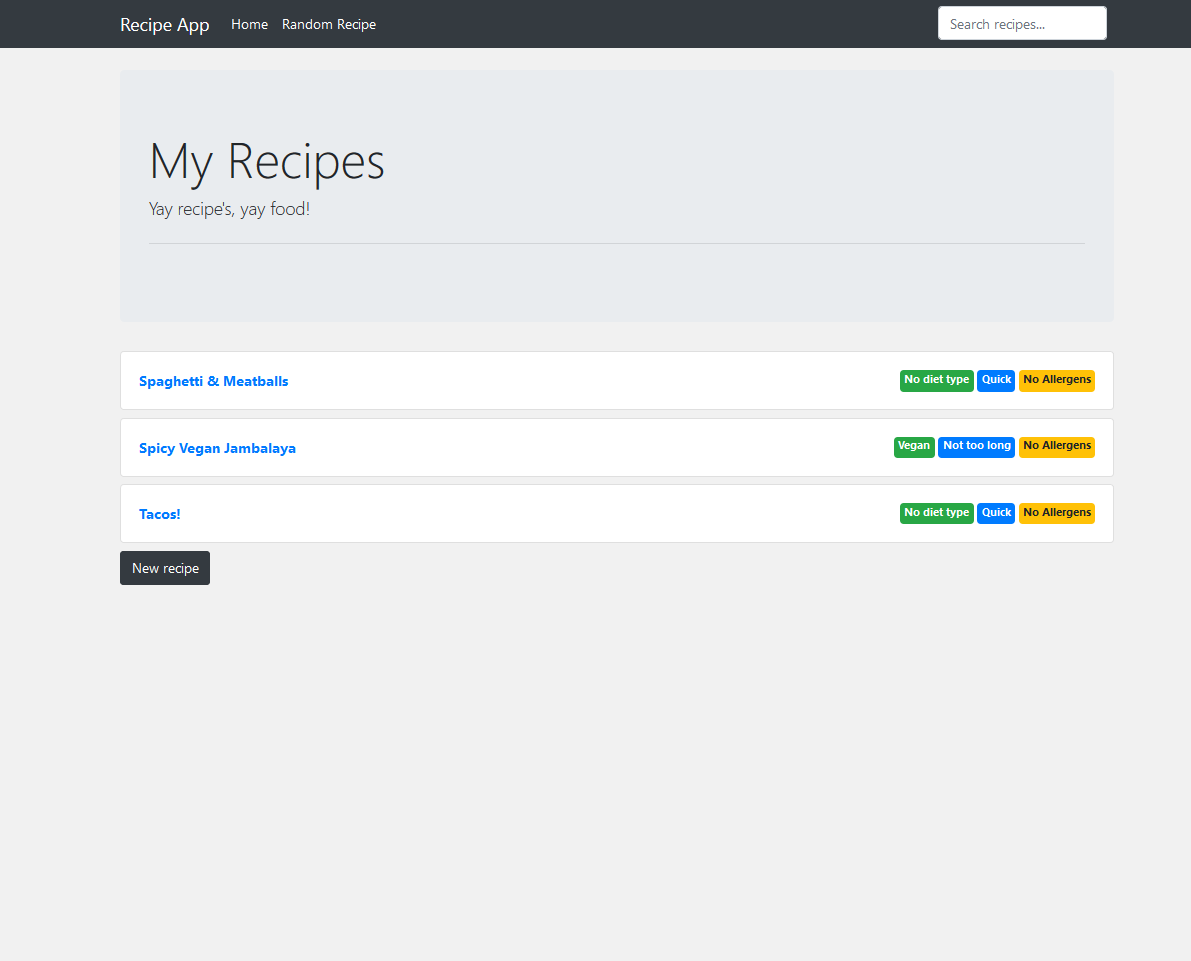 Recipe App Home Random Recipe Search recipes...
My Recipes
Yay recipe's, yay food!
Spaghetti & Meatballs No diet type Quick No Allergens
Spicy Vegan Jambalaya Vegan Not too long No Allergens
Tacos! No diet type Quick No Allergens
New recipe